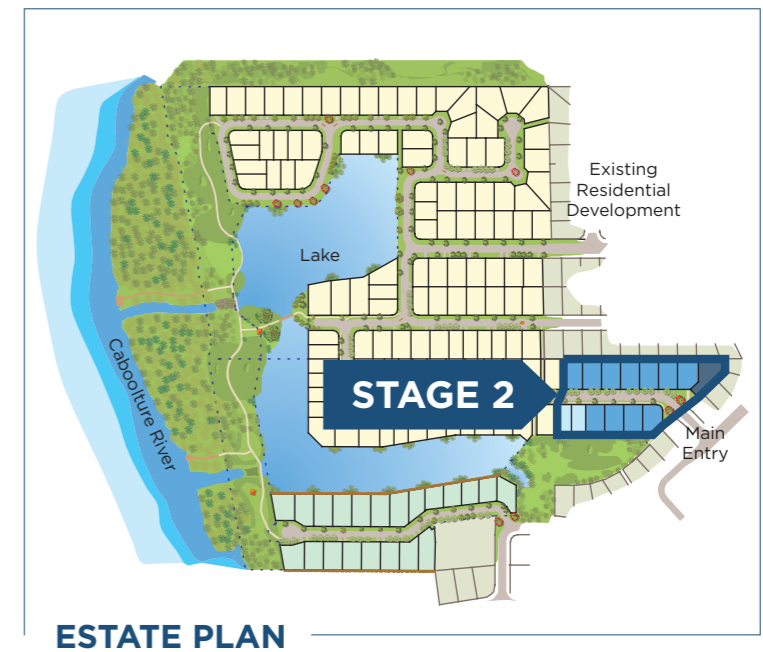 Existing
Residential
Development
Lake
Caboolture River
STAGE 2
Main
Entry
ESTATE PLAN